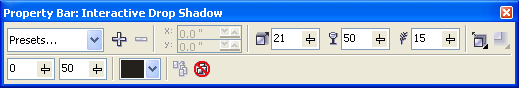 Property Bar: Interactive Drop Shadow
Presets... x: 0.0 " 21 50 15
y: 0.0 "
0 50